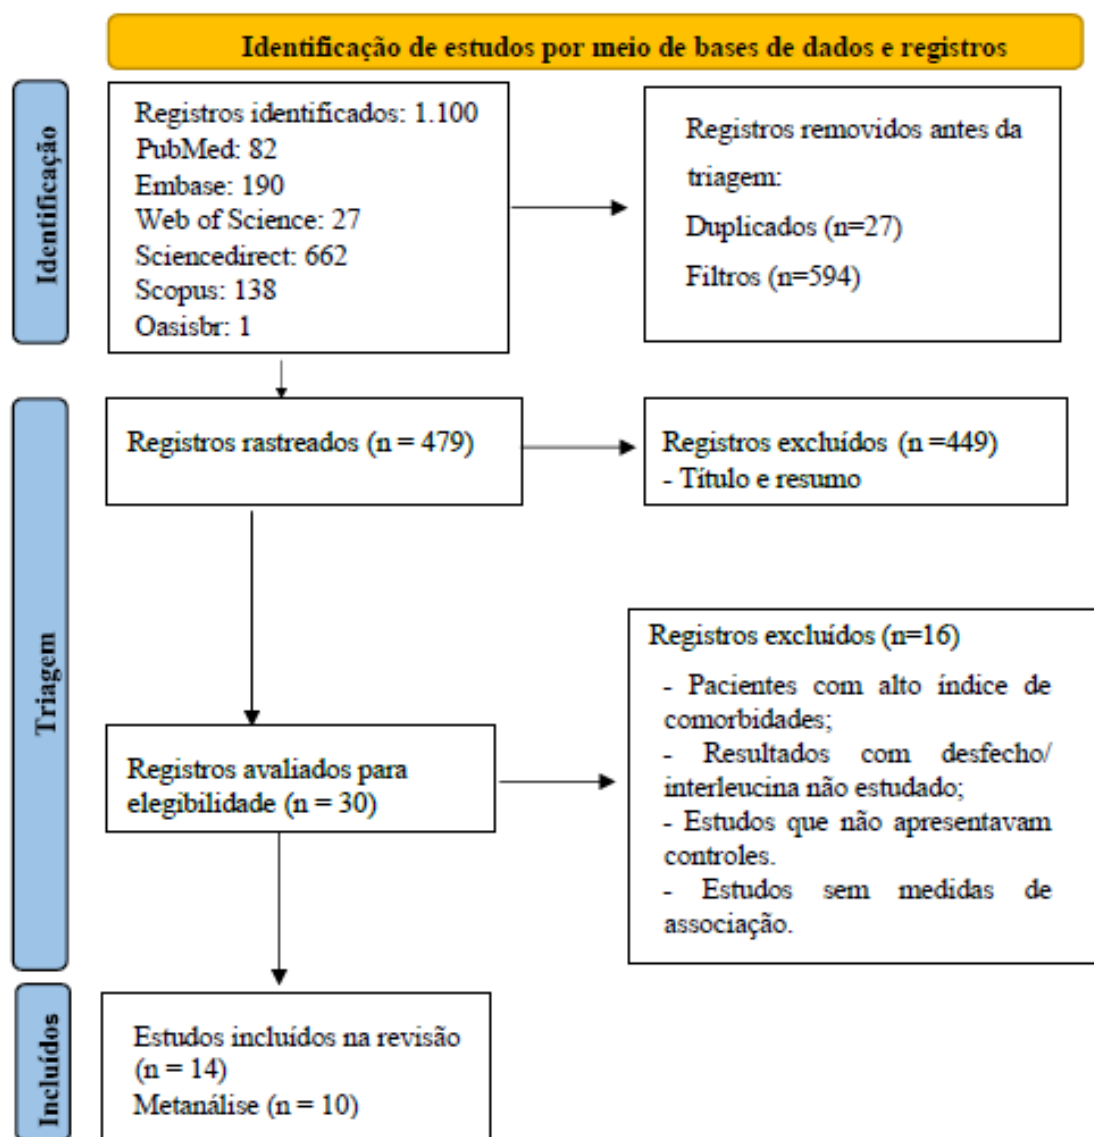 Identificação de estudos por meio de bases de dados e registros
Identificação
Registros identificados: 1.100
PubMed: 82
Embase: 190
Web of Science: 27
Sciencedirect: 662
Scopus: 138
Oasisbr: 1
Registros removidos antes da
triagem:
Duplicados (n=27)
Filtros (n=594)
Triagem
Registros rastreados (n = 479)
Registros excluídos (n =449)
- Título e resumo
Registros avaliados para
elegibilidade (n = 30)
Registros excluídos (n=16)
- Pacientes com alto índice de
comorbidades;
- Resultados com desfecho/
interleucina não estudado;
- Estudos que não apresentavam
controles.
- Estudos sem medidas de
associação.
Incluídos
Estudos incluídos na revisão
(n = 14)
Metanálise (n = 10)